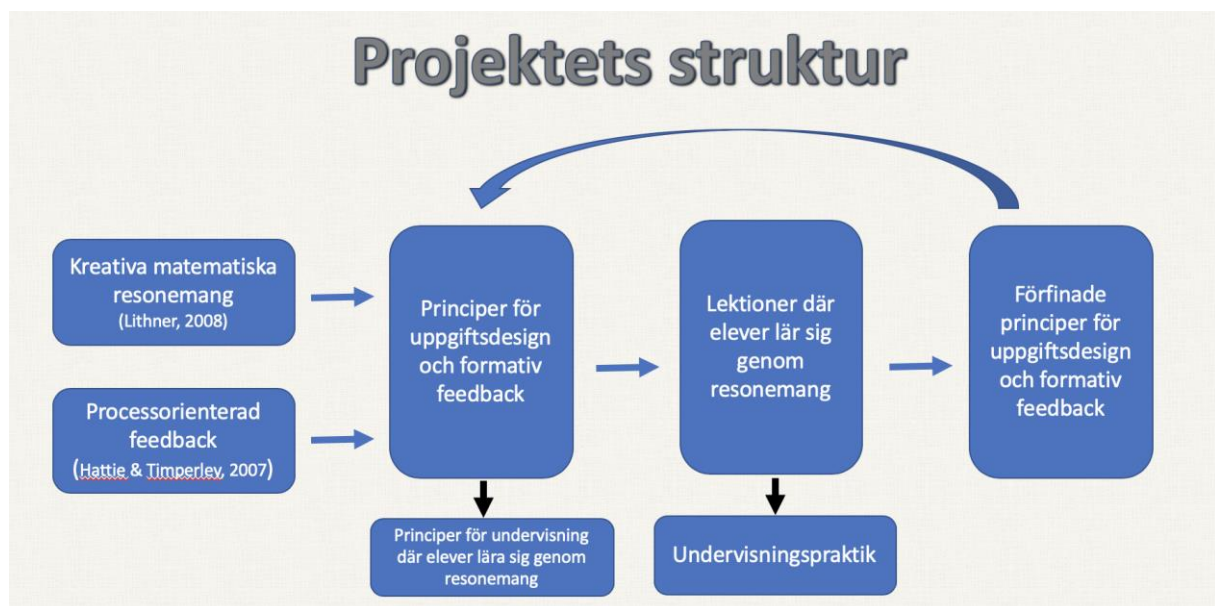 Projektets struktur
Kreativa matematiska
resonemang
(Lithner, 2008)
Processorienterad
feedback
(Hattie & Timperley, 2007)
Principer för
uppgiftsdesign
och formativ
feedback
Lektioner där
elever lär sig
genom
resonemang
Förfinade
principer för
uppgiftsdesign
och formativ
feedback
Principer för undervisning
där elever lära sig genom
resonemang
Undervisningspraktik